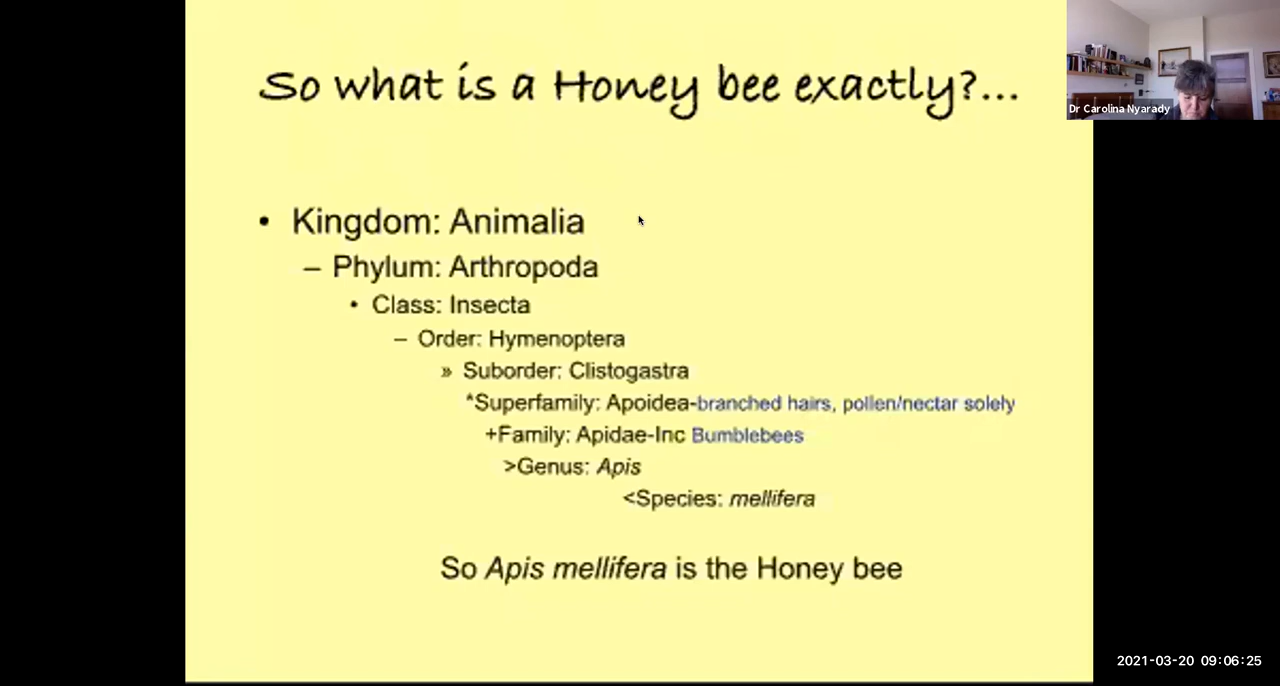 So what is a Honey bee exactly?...
Dr Carolina Nyarady
• Kingdom: Animalia
– Phylum: Arthropoda
• Class: Insecta
– Order: Hymenoptera
» Suborder: Clistogastra
*Superfamily: Apoidea-branched hairs, pollen/nectar solely
+Family: Apidae-Inc Bumblebees
>Genus: Apis
<Species: mellifera
So Apis mellifera is the Honey bee
2021-03-20 09:06:25